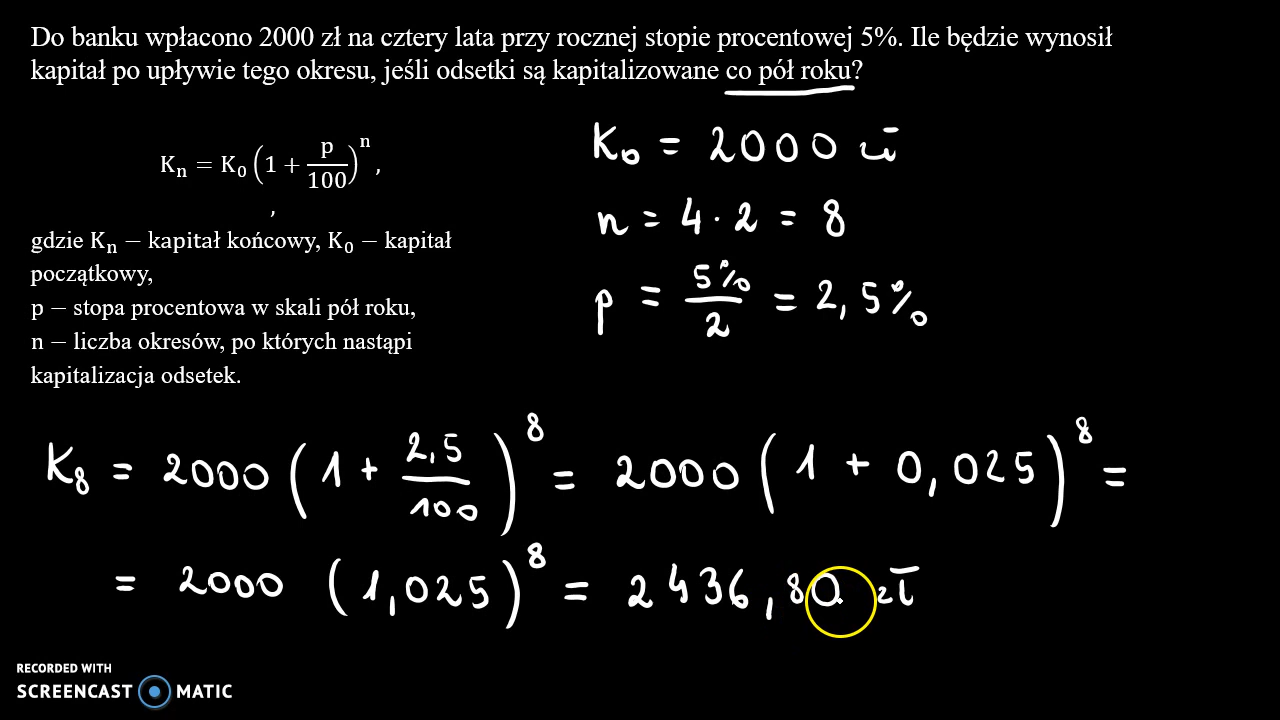 Do banku wpłacono 2000 zł na cztery lata przy rocznej stopie procentowej 5%. Ile będzie wynosił
kapitał po upływie tego okresu, jeśli odsetki są kapitalizowane co pół roku?
Kₙ = K₀ (1 + p/100)ⁿ,
,
gdzie Kₙ − kapitał końcowy, K₀ − kapitał
początkowy,
p − stopa procentowa w skali pół roku,
n − liczba okresów, po których nastąpi
kapitalizacja odsetek.
K₀ = 2000 zł
n = 4 · 2 = 8
p = 5%/2 = 2,5%
K₈ = 2000 (1 + 2,5/100)⁸ = 2000 (1 + 0,025)⁸ =
= 2000 (1,025)⁸ = 2436,80 zł
RECORDED WITH
SCREENCAST MATIC